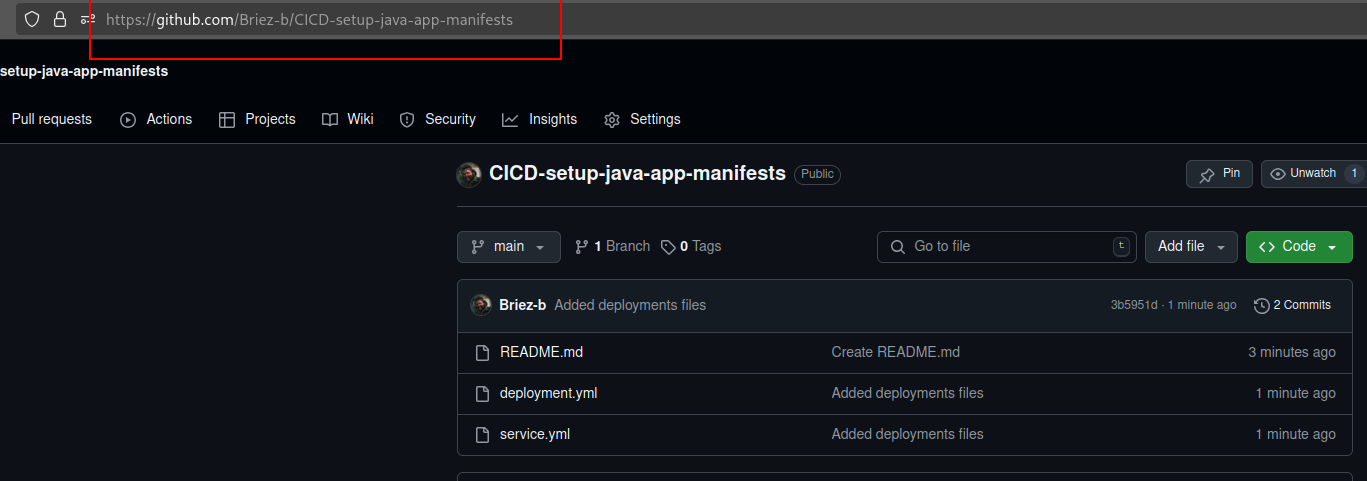 https://github.com/Briez-b/CICD-setup-java-app-manifests
setup-java-app-manifests
Pull requests Actions Projects Wiki Security Insights Settings
CICD-setup-java-app-manifests Public Pin Unwatch 1
main 1 Branch 0 Tags Go to file t Add file Code
Briez-b Added deployments files 3b5951d · 1 minute ago 2 Commits
README.md Create README.md 3 minutes ago
deployment.yml Added deployments files 1 minute ago
service.yml Added deployments files 1 minute ago